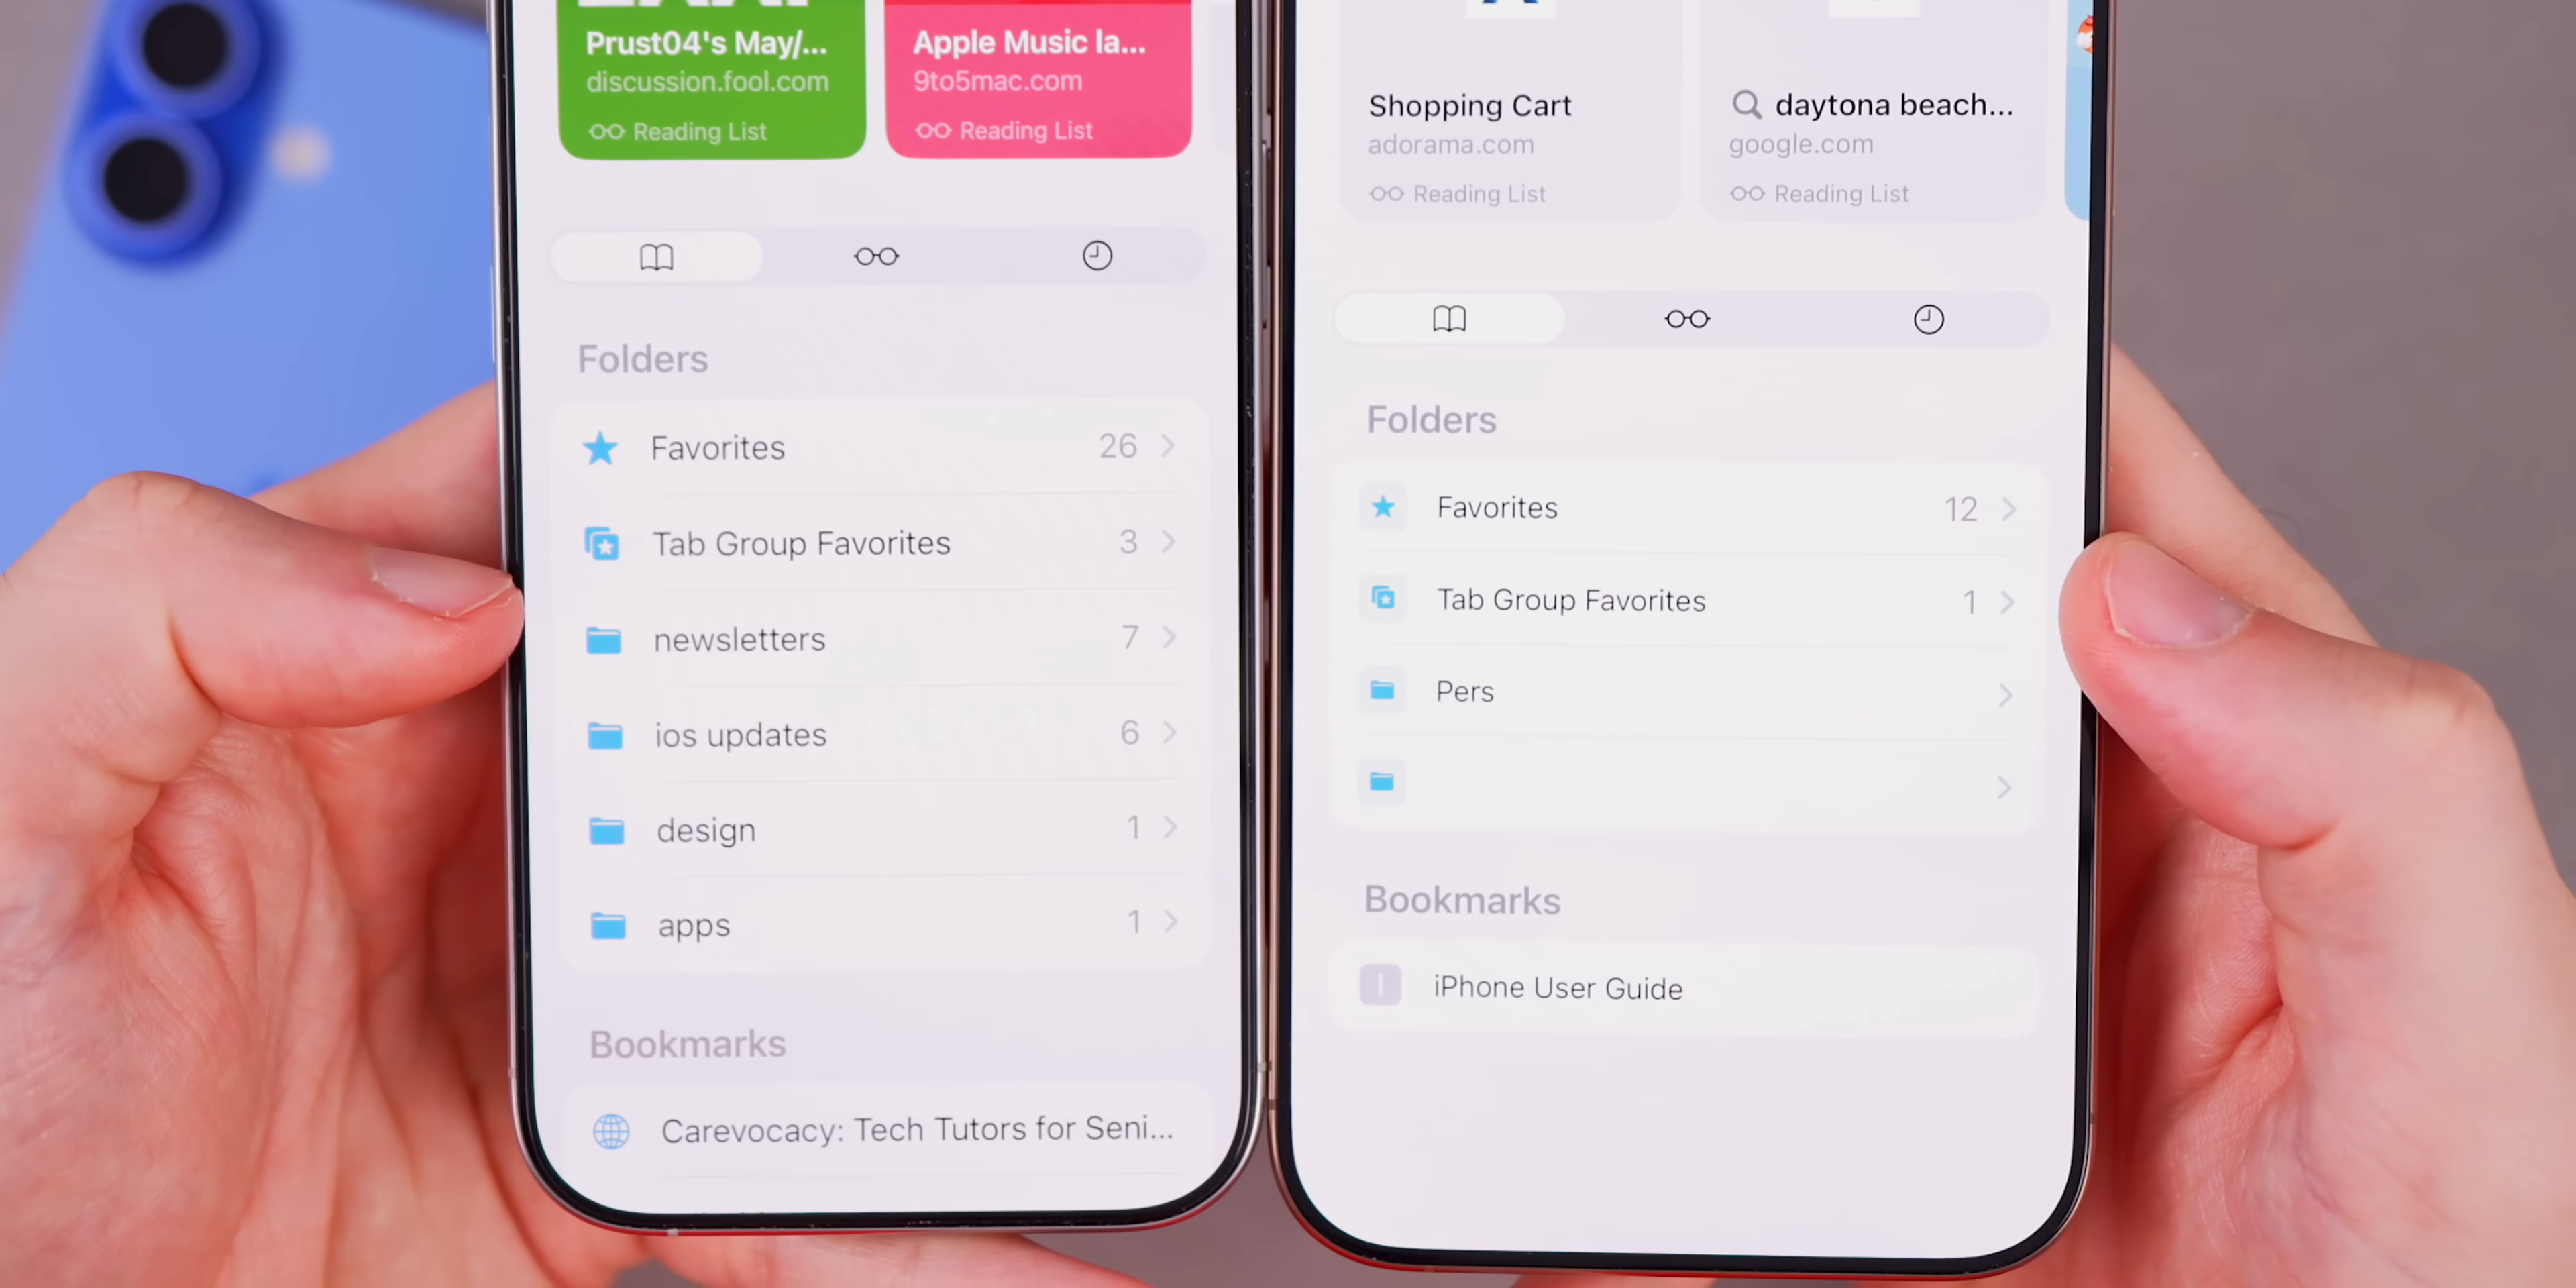 Prust04's May/...
discussion.fool.com
Reading List
Apple Music la...
9to5mac.com
Reading List
Folders
Favorites 26
Tab Group Favorites 3
newsletters 7
ios updates 6
design 1
apps 1
Bookmarks
Carevocacy: Tech Tutors for Seni...
Shopping Cart
adorama.com
Reading List
daytona beach...
google.com
Reading List
Folders
Favorites 12
Tab Group Favorites 1
Pers
Bookmarks
I iPhone User Guide